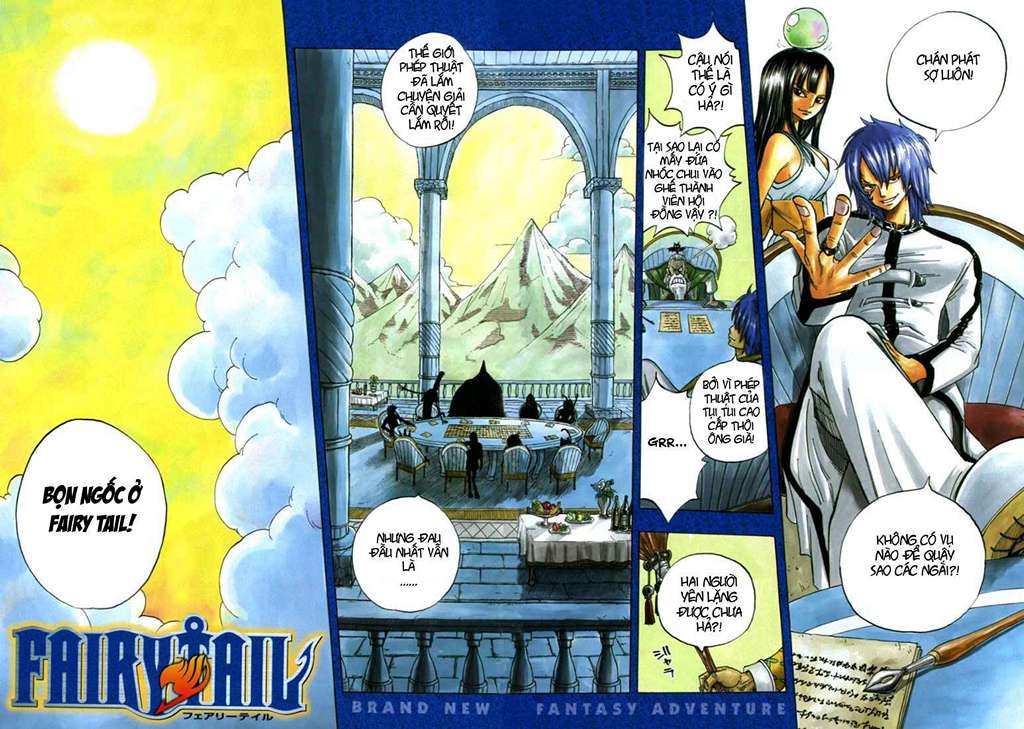 CHÁN PHÁT
SỢ LUÔN!
KHÔNG CÓ VỤ
NÀO ĐỂ QUẬY
SAO CÁC NGÀI?!
CẬU NÓI
THẾ LÀ
CÓ Ý GÌ
HẢ?!
TẠI SAO LẠI CÓ
MẤY ĐỨA
NHÓC CHUI VÀO
GHẾ THÀNH
VIÊN HỘI
ĐỒNG VẬY ?!
BỞI VÌ PHÉP
THUẬT CỦA
TỤI TUI CAO
CẤP THÔI
ÔNG GIÀ!
GRR...
HAI NGƯỜI
YÊN LẶNG
ĐƯỢC CHƯA
HẢ?!
THẾ GIỚI
PHÉP THUẬT
ĐÃ LẮM
CHUYỆN GIẢI
CẦN QUYẾT
LẮM RỒI!
NHƯNG ĐAU
ĐẦU NHẤT VẪN
LÀ
......
BỌN NGỐC Ở
FAIRY TAIL!
FAIRY TAIL
フェアリーテイル
BRAND NEW FANTASY ADVENTURE